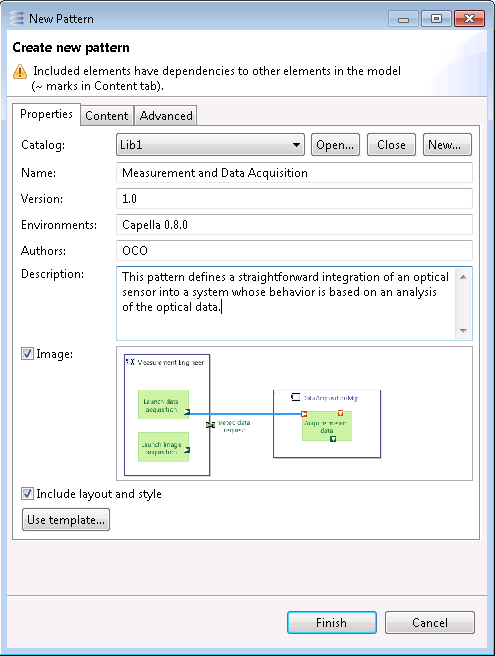 New Pattern
Create new pattern
Included elements have dependencies to other elements in the model
(~ marks in Content tab).
Properties Content Advanced
Catalog: Lib1 Open... Close New...
Name: Measurement and Data Acquisition
Version: 1.0
Environments: Capella 0.8.0
Authors: OCO
Description: This pattern defines a straightforward integration of an optical
sensor into a system whose behavior is based on an analysis
of the optical data.
Image:
Measurement Engineer
DataAcquisitionMgt
Launch data
acquisition
data
request
Acquire
data
Launch image
acquisition
Include layout and style
Use template...
Finish Cancel